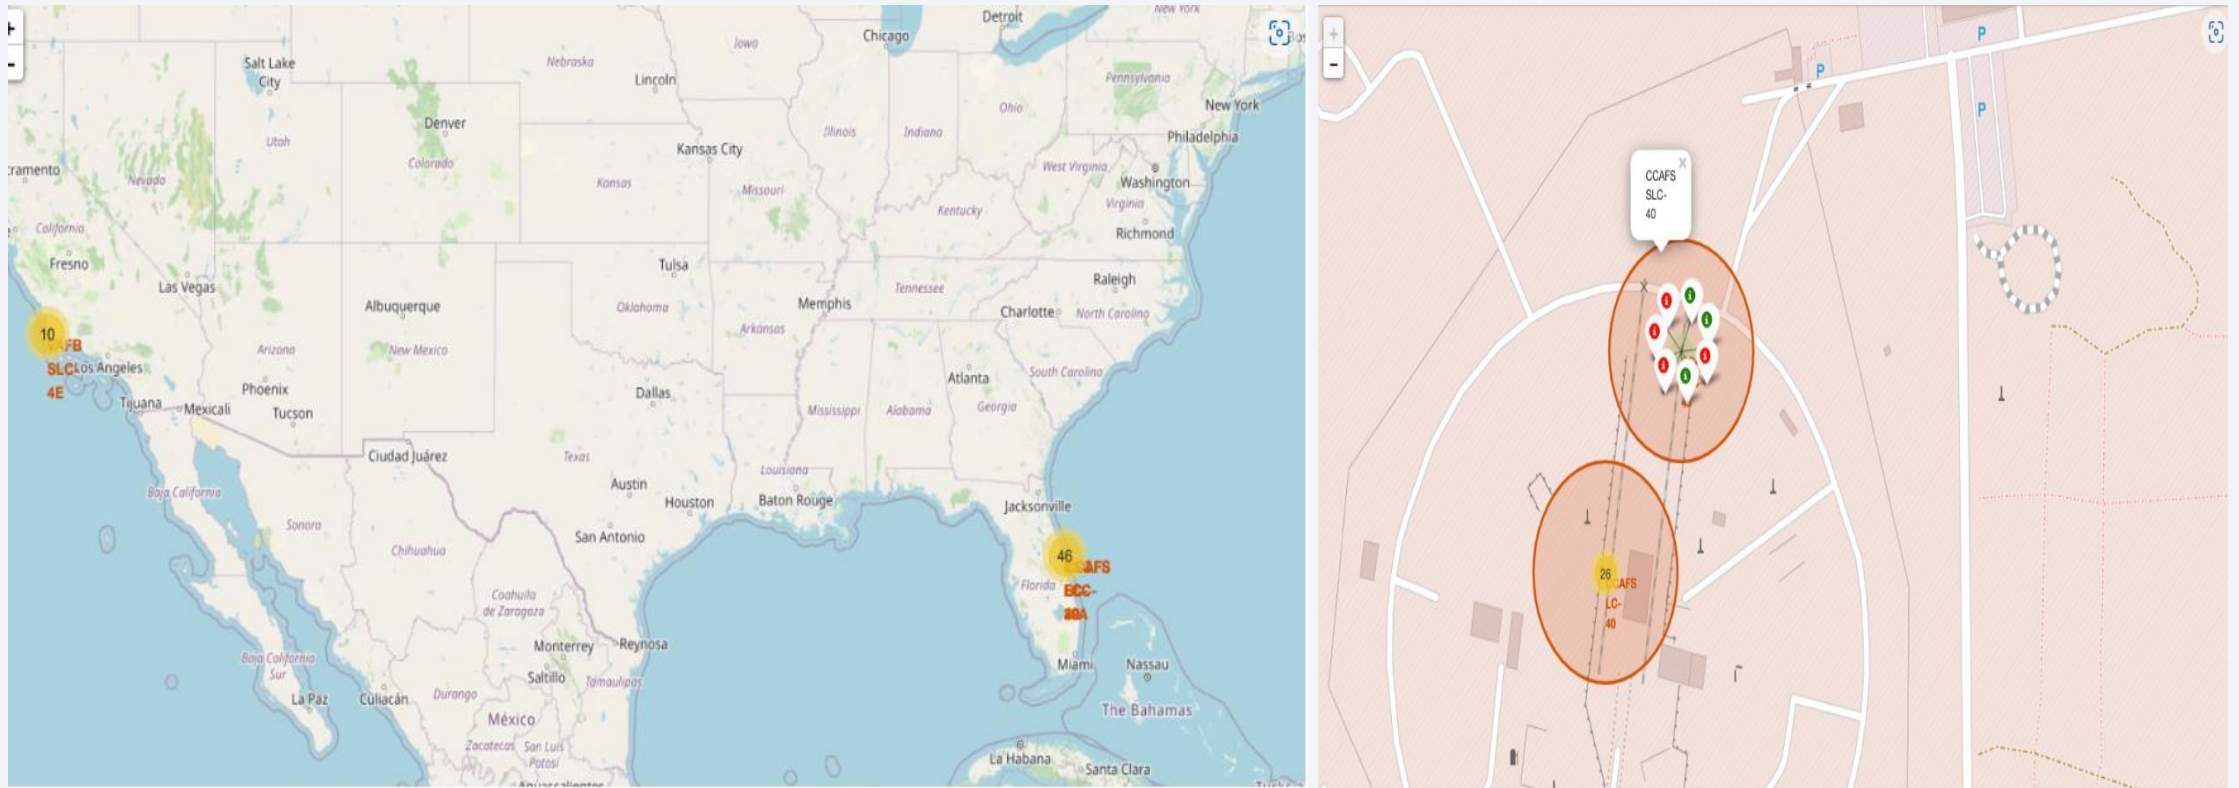 +
−
Detroit
New York
Chicago
Iowa
Salt Lake
City
Nebraska
Lincoln
Pennsylvania
New York
Ohio
Denver
Illinois
Indiana
Philadelphia
Utah
Kansas City
Colorado
West Virginia
ramento
Nevada
Kansas
Missouri
Washington
Virginia
Kentucky
California
Richmond
Fresno
Tulsa
Las Vegas
Raleigh
Tennessee
Albuquerque
Oklahoma
Memphis
Charlotte
North Carolina
10
Arkansas
VAFB
SLC-
4E
Los Angeles
Arizona
New Mexico
Atlanta
South Carolina
Phoenix
Dallas
Tijuana
Mexicali
Tucson
Mississippi
Alabama
Georgia
Ciudad Juárez
Texas
Louisiana
Austin
Baja California
Houston
Baton Rouge
Jacksonville
Sonora
San Antonio
Chihuahua
46
Florida
Coahuila
de Zaragoza
Monterrey
Reynosa
Baja California
Sur
Saltillo
Tamaulipas
Miami
Nassau
La Paz
Culiacán
Durango
México
The Bahamas
Zacatecas
San Luis
Potosí
La Habana
Santa Clara
Aguascalientes
+
−
P
P
P
CCAFS
SLC-
40
×
26
CCAFS
LC-
40